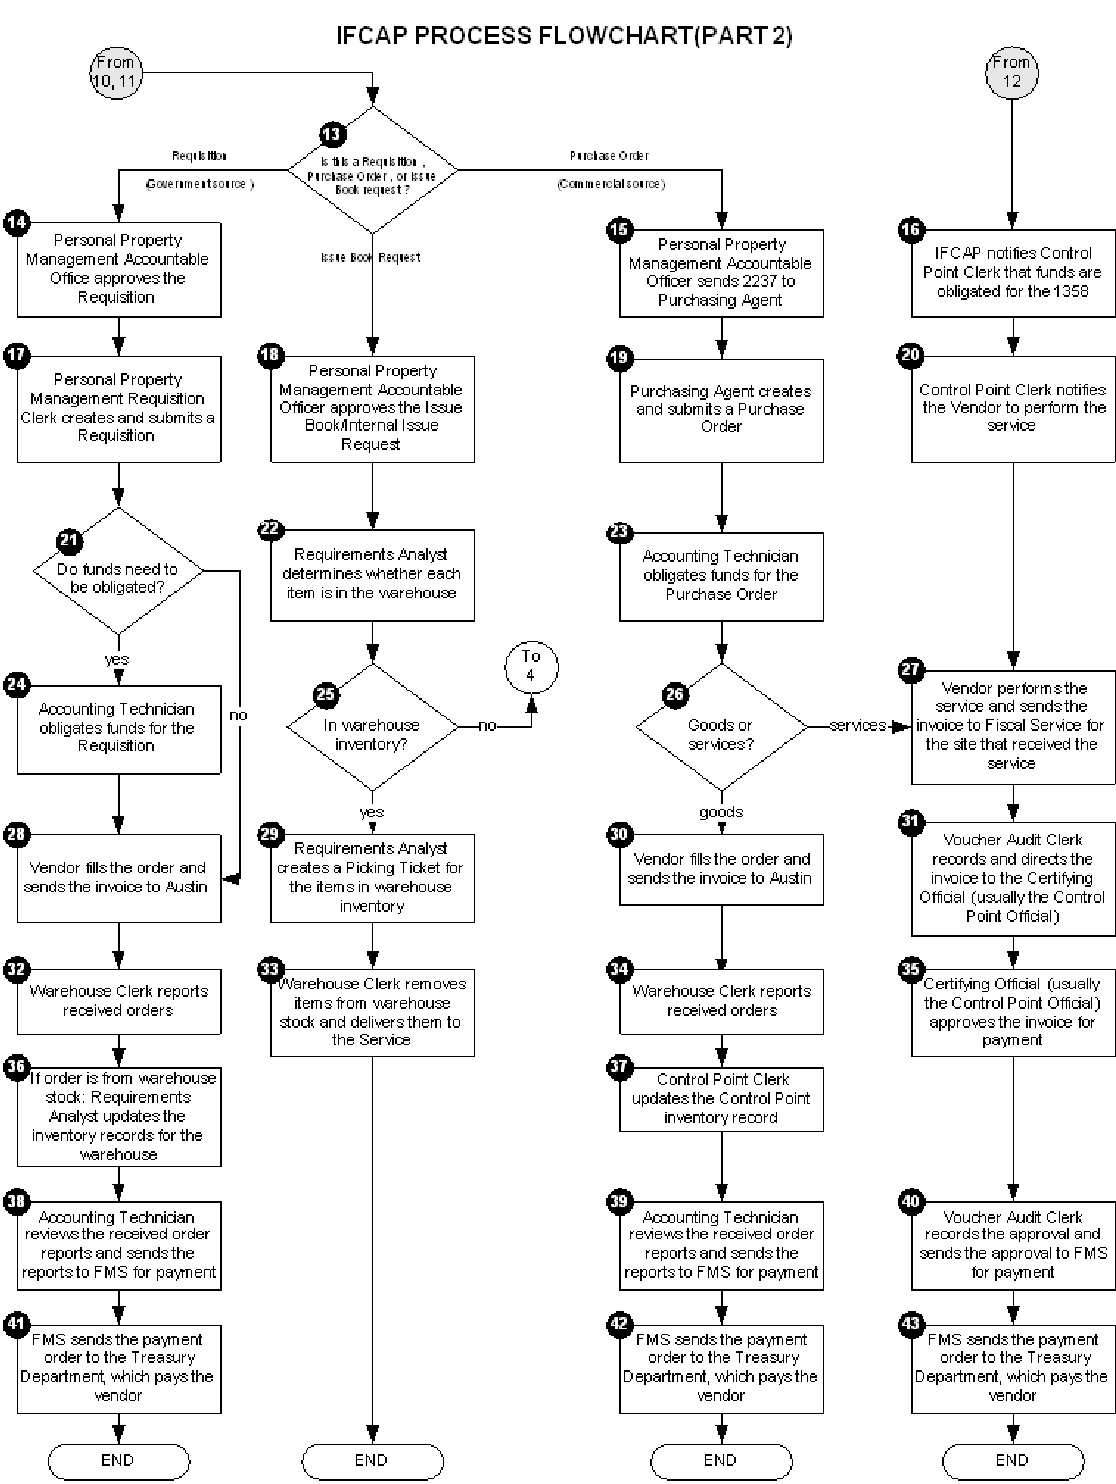 IFCAP PROCESS FLOWCHART(PART 2)
From
10, 11
From
12
13
Is this a Requisition,
Purchase Order, or Issue
Book request?
Requisition
(Government source)
Purchase Order
(Commercial source)
Issue Book Request
14
Personal Property
Management Accountable
Office approves the
Requisition
15
Personal Property
Management Accountable
Officer sends 2237 to
Purchasing Agent
16
IFCAP notifies Control
Point Clerk that funds are
obligated for the 1358
17
Personal Property
Management Requisition
Clerk creates and submits a
Requisition
18
Personal Property
Management Accountable
Officer approves the Issue
Book/Internal Issue
Request
19
Purchasing Agent creates
and submits a Purchase
Order
20
Control Point Clerk notifies
the Vendor to perform the
service
21
Do funds need to
be obligated?
yes
no
22
Requirements Analyst
determines whether each
item is in the warehouse
23
Accounting Technician
obligates funds for the
Purchase Order
24
Accounting Technician
obligates funds for the
Requisition
25
In warehouse
inventory?
no
To
4
yes
26
Goods or
services?
services
goods
27
Vendor performs the
service and sends the
invoice to Fiscal Service for
the site that received the
service
28
Vendor fills the order and
sends the invoice to Austin
29
Requirements Analyst
creates a Picking Ticket for
the items in warehouse
inventory
30
Vendor fills the order and
sends the invoice to Austin
31
Voucher Audit Clerk
records and directs the
invoice to the Certifying
Official (usually the Control
Point Official)
32
Warehouse Clerk reports
received orders
33
Warehouse Clerk removes
items from warehouse
stock and delivers them to
the Service
34
Warehouse Clerk reports
received orders
35
Certifying Official (usually
the Control Point Official)
approves the invoice for
payment
36
If order is from warehouse
stock: Requirements
Analyst updates the
inventory records for the
warehouse
37
Control Point Clerk
updates the Control Point
inventory record
38
Accounting Technician
reviews the received order
reports and sends the
reports to FMS for payment
39
Accounting Technician
reviews the received order
reports and sends the
reports to FMS for payment
40
Voucher Audit Clerk
records the approval and
sends the approval to FMS
for payment
41
FMS sends the payment
order to the Treasury
Department, which pays the
vendor
42
FMS sends the payment
order to the Treasury
Department, which pays the
vendor
43
FMS sends the payment
order to the Treasury
Department, which pays the
vendor
END
END
END
END